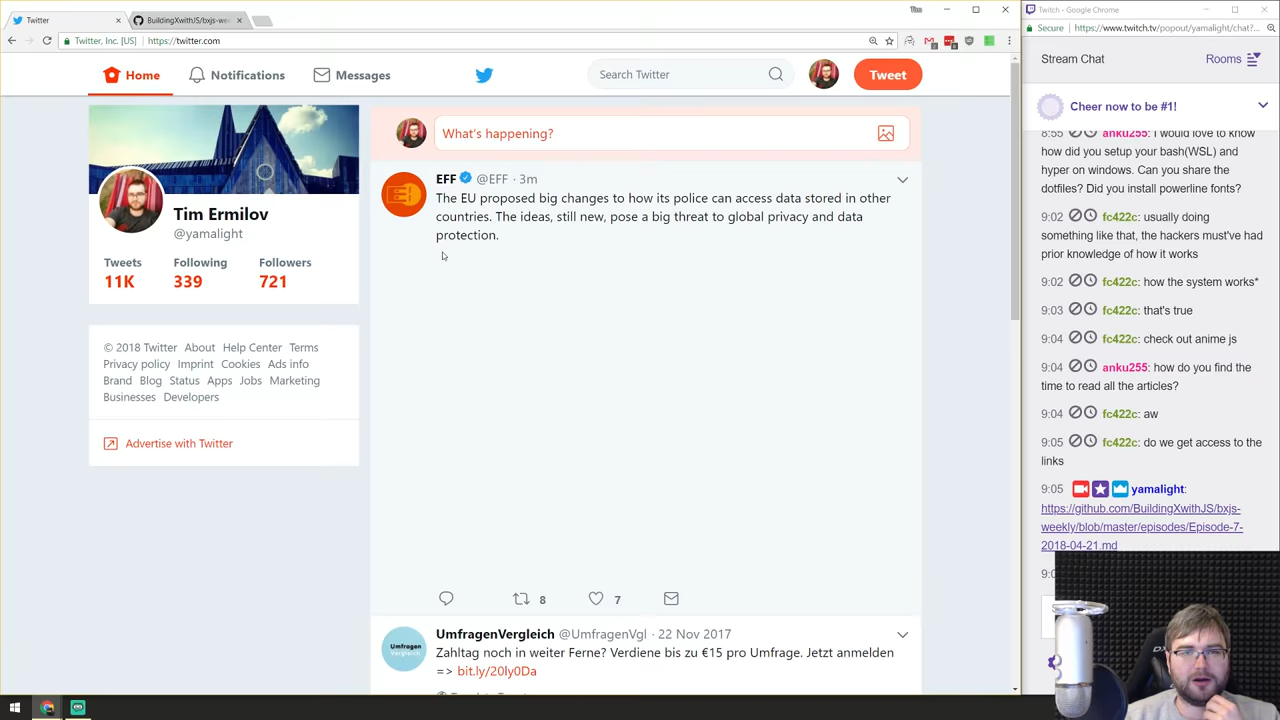 Tim
Twitter
BuildingXwithJS/bxjs-wee
Twitter, Inc. [US]
https://twitter.com
Home
Notifications
Messages
Search Twitter
Tweet
What's happening?
Tim Ermilov
@yamalight
Tweets Following Followers
11K 339 721
© 2018 Twitter About Help Center Terms
Privacy policy Imprint Cookies Ads info
Brand Blog Status Apps Jobs Marketing
Businesses Developers
Advertise with Twitter
EFF @EFF · 3m
The EU proposed big changes to how its police can access data stored in other
countries. The ideas, still new, pose a big threat to global privacy and data
protection.
8 7
UmfragenVergleich @UmfragenVgl · 22 Nov 2017
Umfragen
Vergleich
Zahltag noch in weiter Ferne? Verdiene bis zu €15 pro Umfrage. Jetzt anmelden
=> bit.ly/20ly0Da
Twitch - Google Chrome
Secure https://www.twitch.tv/popout/yamalight/chat?...
Stream Chat
Rooms
Cheer now to be #1!
8:55 anku255: I would love to know
how did you setup your bash(WSL) and
hyper on windows. Can you share the
dotfiles? Did you install powerline fonts?
9:02 fc422c: usually doing
something like that, the hackers must've had
prior knowledge of how it works
9:02 fc422c: how the system works*
9:03 fc422c: that's true
9:04 fc422c: check out anime js
9:04 anku255: how do you find the
time to read all the articles?
9:04 fc422c: aw
9:05 fc422c: do we get access to the
links
9:05 yamalight:
https://github.com/BuildingXwithJS/bxjs-
weekly/blob/master/episodes/Episode-7-
2018-04-21.md